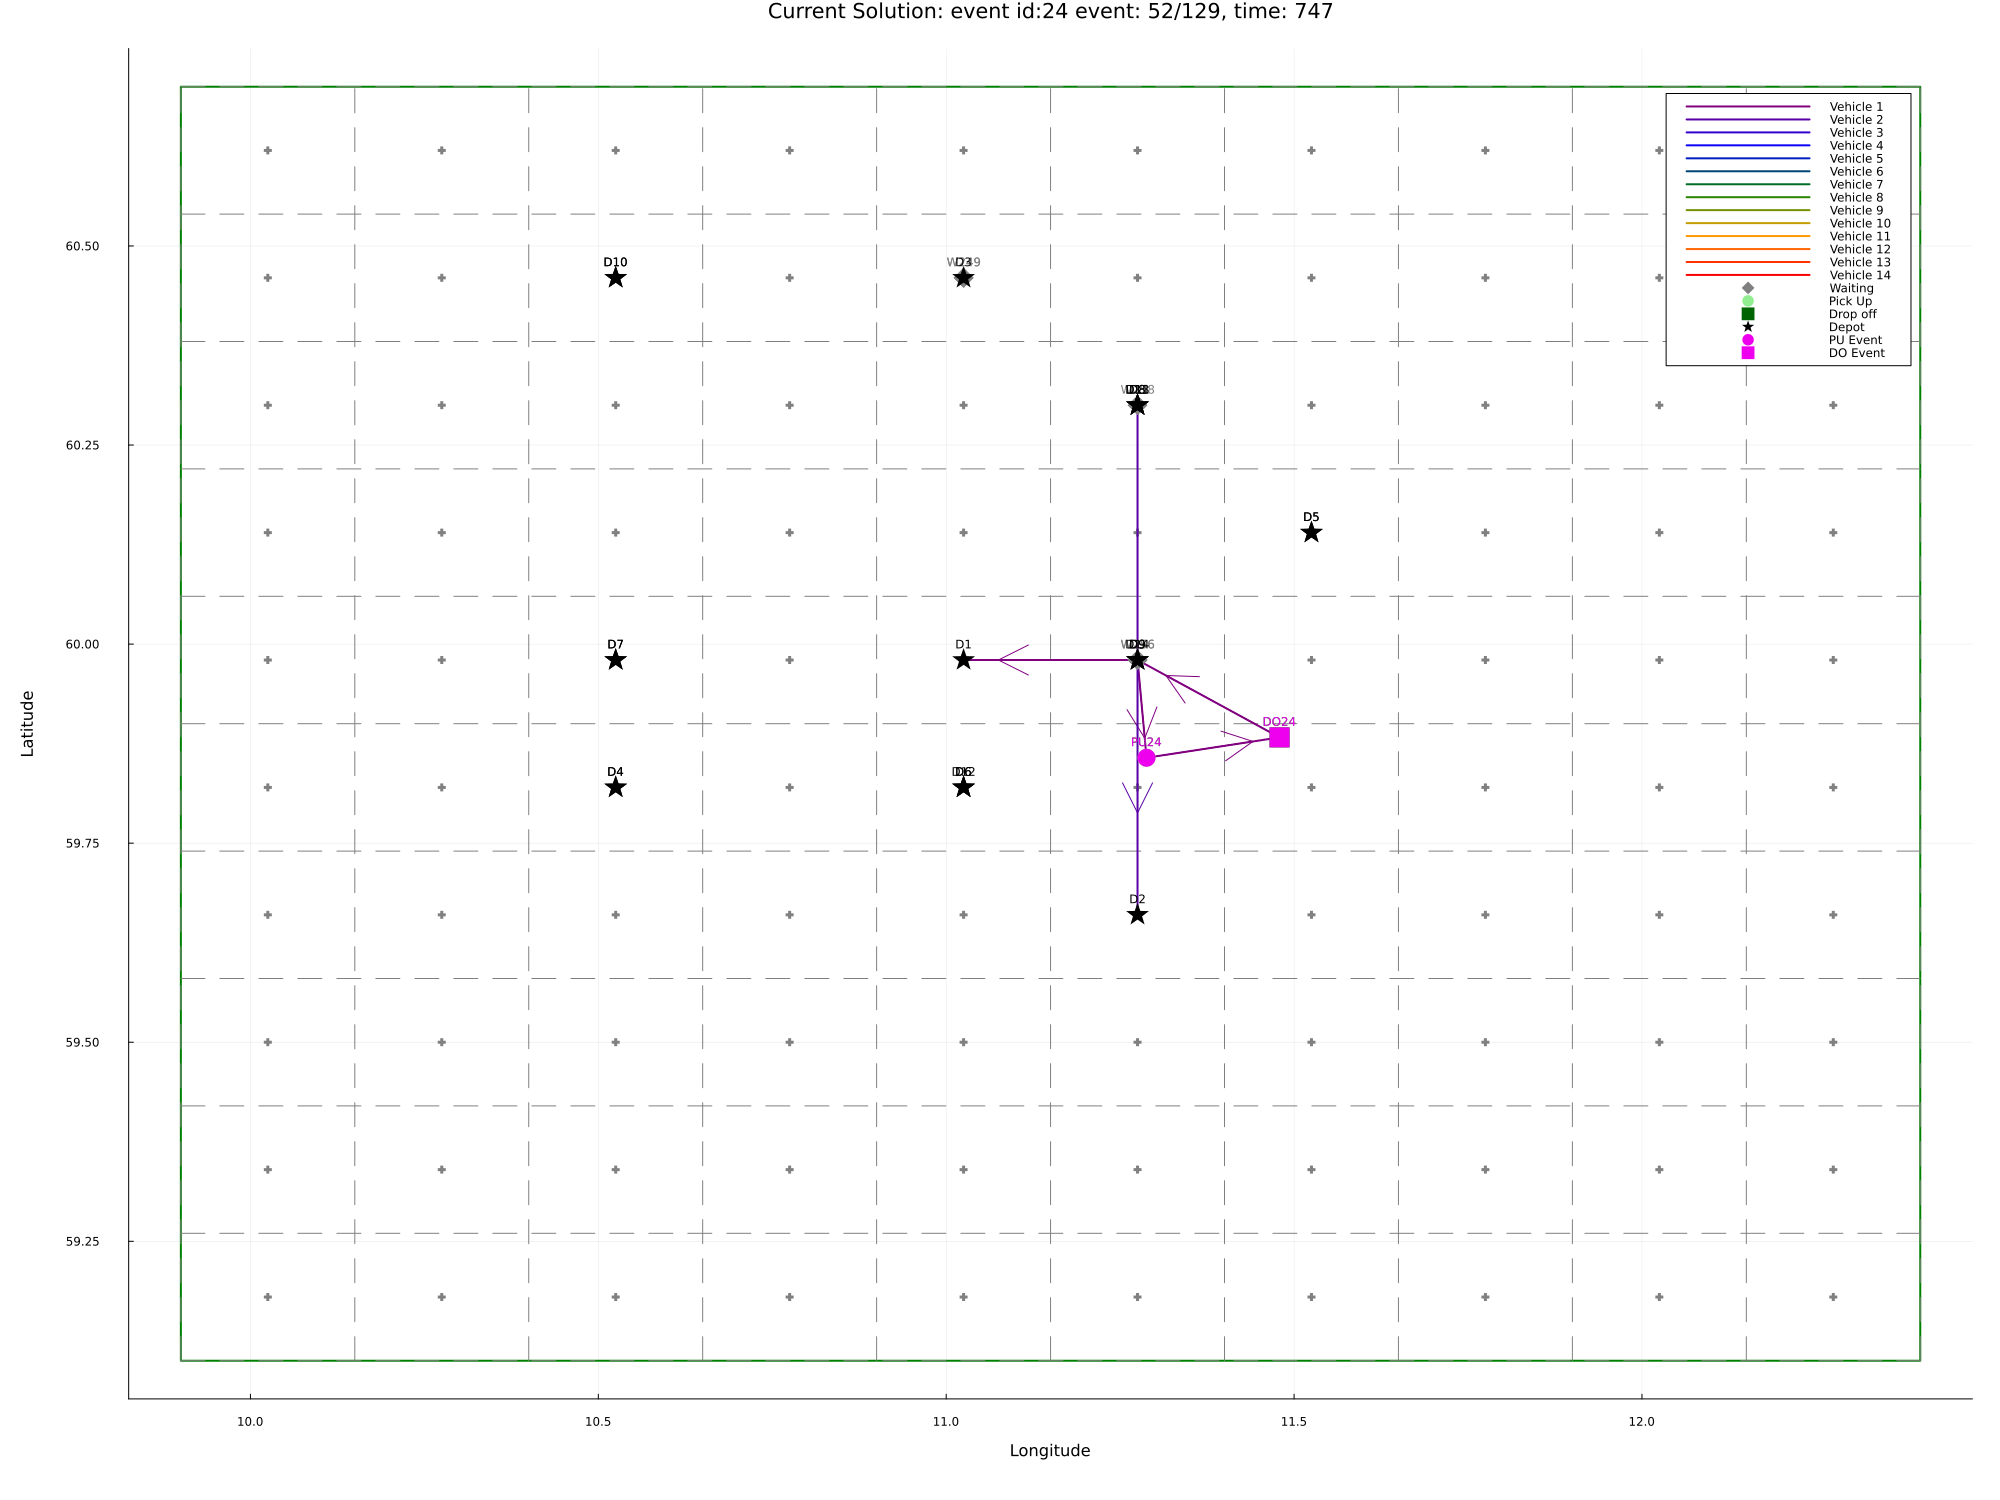 Current Solution: event id:24 event: 52/129, time: 747
Vehicle 1
Vehicle 2
Vehicle 3
Vehicle 4
Vehicle 5
Vehicle 6
Vehicle 7
Vehicle 8
Vehicle 9
Vehicle 10
Vehicle 11
Vehicle 12
Vehicle 13
Vehicle 14
Waiting
Pick Up
Drop off
Depot
PU Event
DO Event
60.50
60.25
60.00
59.75
59.50
59.25
D10
D3
D5
D7
D1
D9
DO24
PU24
D4
D6
D2
10.0
10.5
11.0
11.5
12.0
Longitude
Latitude